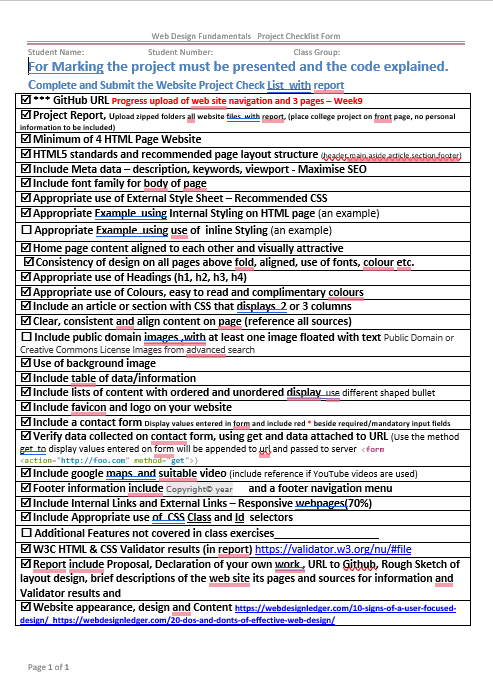 Web Design Fundamentals Project Checklist Form
Student Name: Student Number: Class Group:
For Marking the project must be presented and the code explained.
Complete and Submit the Website Project Check List with report
☑ *** GitHub URL Progress upload of web site navigation and 3 pages – Week9
☑ Project Report, Upload zipped folders all website files with report, (place college project on front page, no personal
information to be included)
☑ Minimum of 4 HTML Page Website
☑ HTML5 standards and recommended page layout structure (header,main,aside,article,section,footer)
☑ Include Meta data – description, keywords, viewport - Maximise SEO
☑ Include font family for body of page
☑ Appropriate use of External Style Sheet – Recommended CSS
☑ Appropriate Example using Internal Styling on HTML page (an example)
☐ Appropriate Example using use of inline Styling (an example)
☑ Home page content aligned to each other and visually attractive
☑ Consistency of design on all pages above fold, aligned, use of fonts, colour etc.
☑ Appropriate use of Headings (h1, h2, h3, h4)
☑ Appropriate use of Colours, easy to read and complimentary colours
☑ Include an article or section with CSS that displays 2 or 3 columns
☑ Clear, consistent and align content on page (reference all sources)
☐ Include public domain images ,with at least one image floated with text Public Domain or
Creative Commons License Images from advanced search
☑ Use of background image
☑ Include table of data/information
☑ Include lists of content with ordered and unordered display use different shaped bullet
☑ Include favicon and logo on your website
☑ Include a contact form Display values entered in form and include red * beside required/mandatory input fields
☑ Verify data collected on contact form, using get and data attached to URL (Use the method
get to display values entered on form will be appended to url and passed to server <form
<action="http://foo.com" method="get">)
☑ Include google maps and suitable video (include reference if YouTube videos are used)
☑ Footer information include Copyright© year and a footer navigation menu
☑ Include Internal Links and External Links – Responsive webpages(70%)
☑ Include Appropriate use of CSS Class and Id selectors
☐ Additional Features not covered in class exercises____________________
☑ W3C HTML & CSS Validator results (in report) https://validator.w3.org/nu/#file
☑ Report include Proposal, Declaration of your own work , URL to Github, Rough Sketch of
layout design, brief descriptions of the web site its pages and sources for information and
Validator results and
☑ Website appearance, design and Content https://webdesignledger.com/10-signs-of-a-user-focused-
design/ https://webdesignledger.com/20-dos-and-donts-of-effective-web-design/
Page 1 of 1